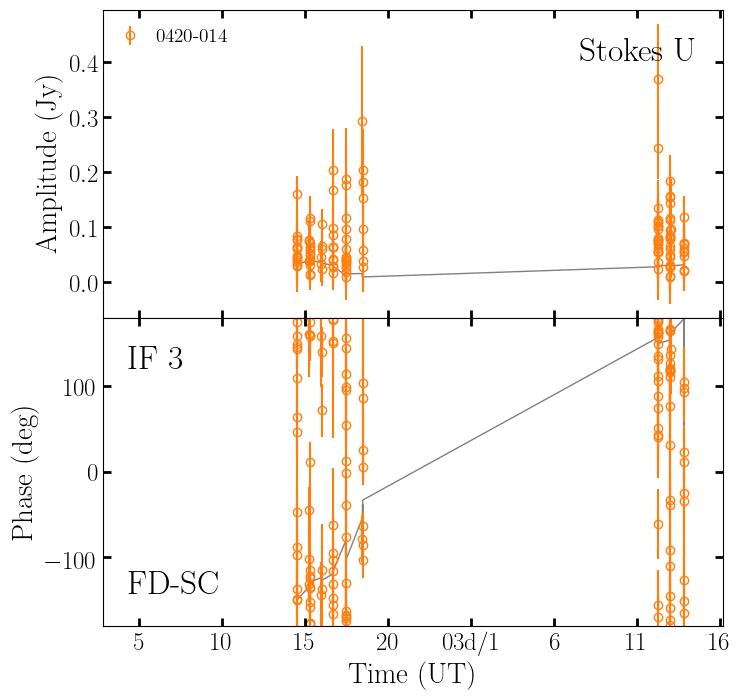 0420-014
Stokes U
Amplitude (Jy)
0.4
0.3
0.2
0.1
0.0
IF 3
Phase (deg)
100
0
−100
FD-SC
5 10 15 20 03d/1 6 11 16
Time (UT)